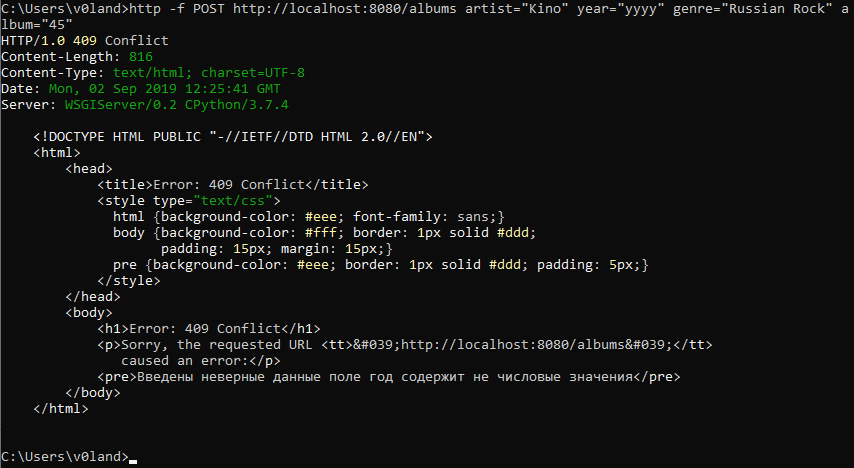 C:\Users\v0land>http -f POST http://localhost:8080/albums artist="Kino" year="yyyy" genre="Russian Rock" a
lbum="45"
HTTP/1.0 409 Conflict
Content-Length: 816
Content-Type: text/html; charset=UTF-8
Date: Mon, 02 Sep 2019 12:25:41 GMT
Server: WSGIServer/0.2 CPython/3.7.4
<!DOCTYPE HTML PUBLIC "-//IETF//DTD HTML 2.0//EN">
<html>
<head>
<title>Error: 409 Conflict</title>
<style type="text/css">
html {background-color: #eee; font-family: sans;}
body {background-color: #fff; border: 1px solid #ddd;
padding: 15px; margin: 15px;}
pre {background-color: #eee; border: 1px solid #ddd; padding: 5px;}
</style>
</head>
<body>
<h1>Error: 409 Conflict</h1>
<p>Sorry, the requested URL <tt>&#039;http://localhost:8080/albums&#039;</tt>
caused an error:</p>
<pre>Введены неверные данные поле год содержит не числовые значения</pre>
</body>
</html>
C:\Users\v0land>